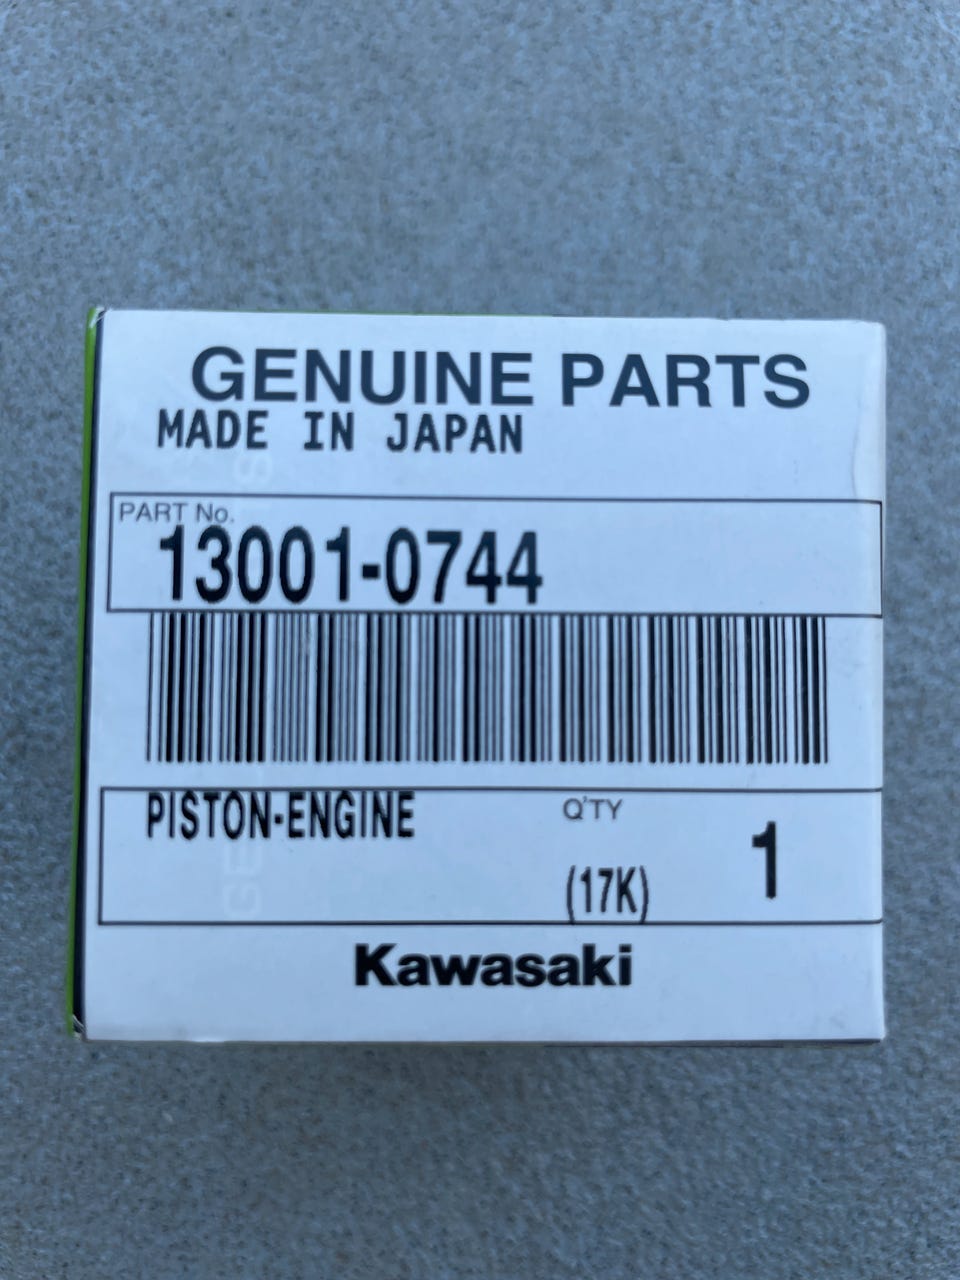 GENUINE PARTS
MADE IN JAPAN
PART No.
13001-0744
PISTON-ENGINE Q'TY
(17K) 1
Kawasaki